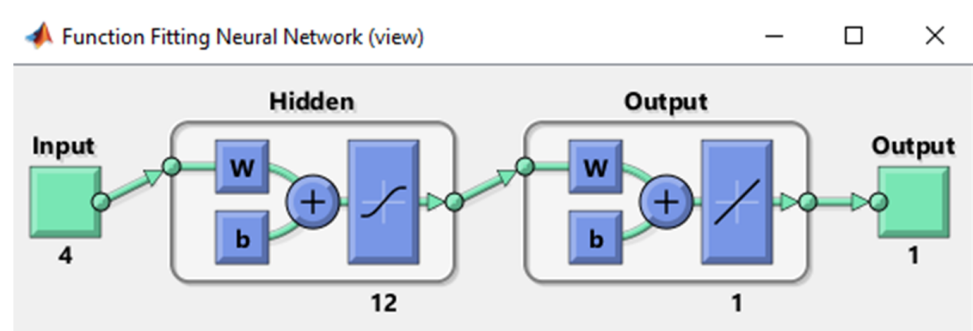 Function Fitting Neural Network (view)
Hidden
Output
Input
Output
W
W
b
b
4
1
12
1